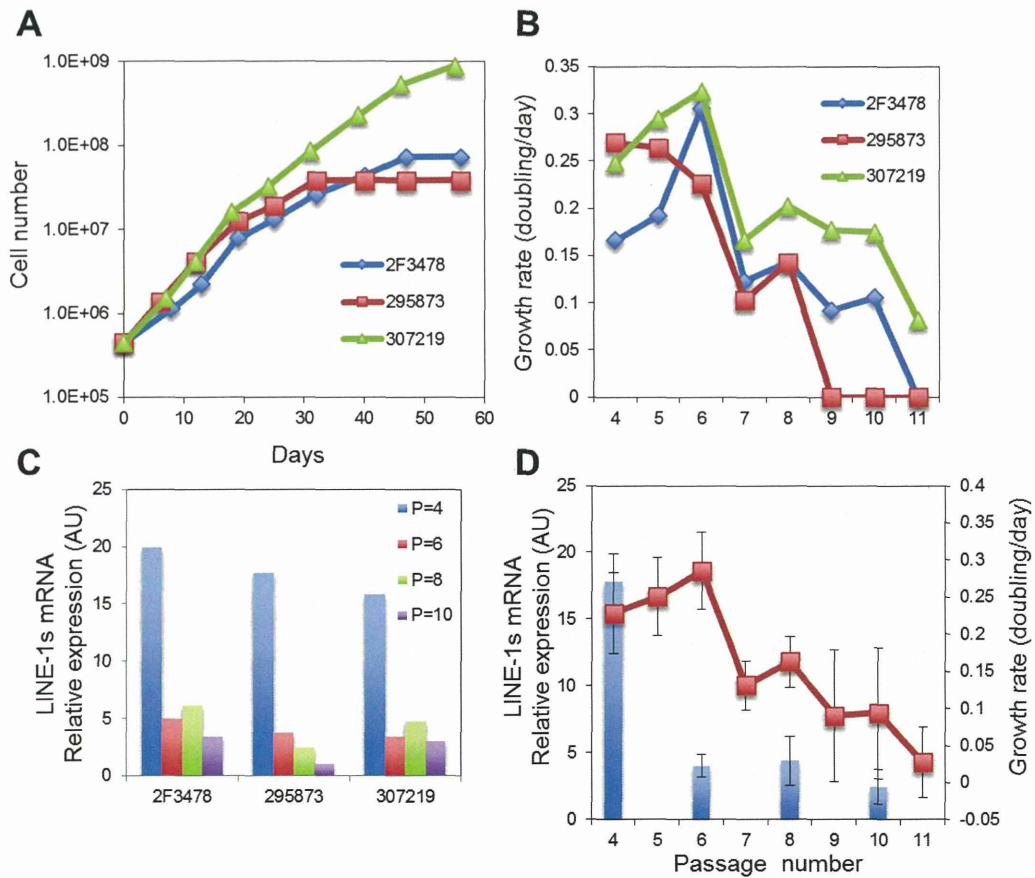 A
1.0E+09
1.0E+08
1.0E+07
1.0E+06
1.0E+05
Cell number
0 10 20 30 40 50 60
Days
2F3478
295873
307219
B
0.35
0.3
0.25
0.2
0.15
0.1
0.05
0
Growth rate (doubling/day)
4 5 6 7 8 9 10 11
2F3478
295873
307219
C
25
20
15
10
5
0
LINE-1s mRNA
Relative expression (AU)
2F3478 295873 307219
P=4
P=6
P=8
P=10
D
25
20
15
10
5
0
LINE-1s mRNA
Relative expression (AU)
0.4
0.35
0.3
0.25
0.2
0.15
0.1
0.05
0
-0.05
Growth rate (doubling/day)
4 5 6 7 8 9 10 11
Passage number